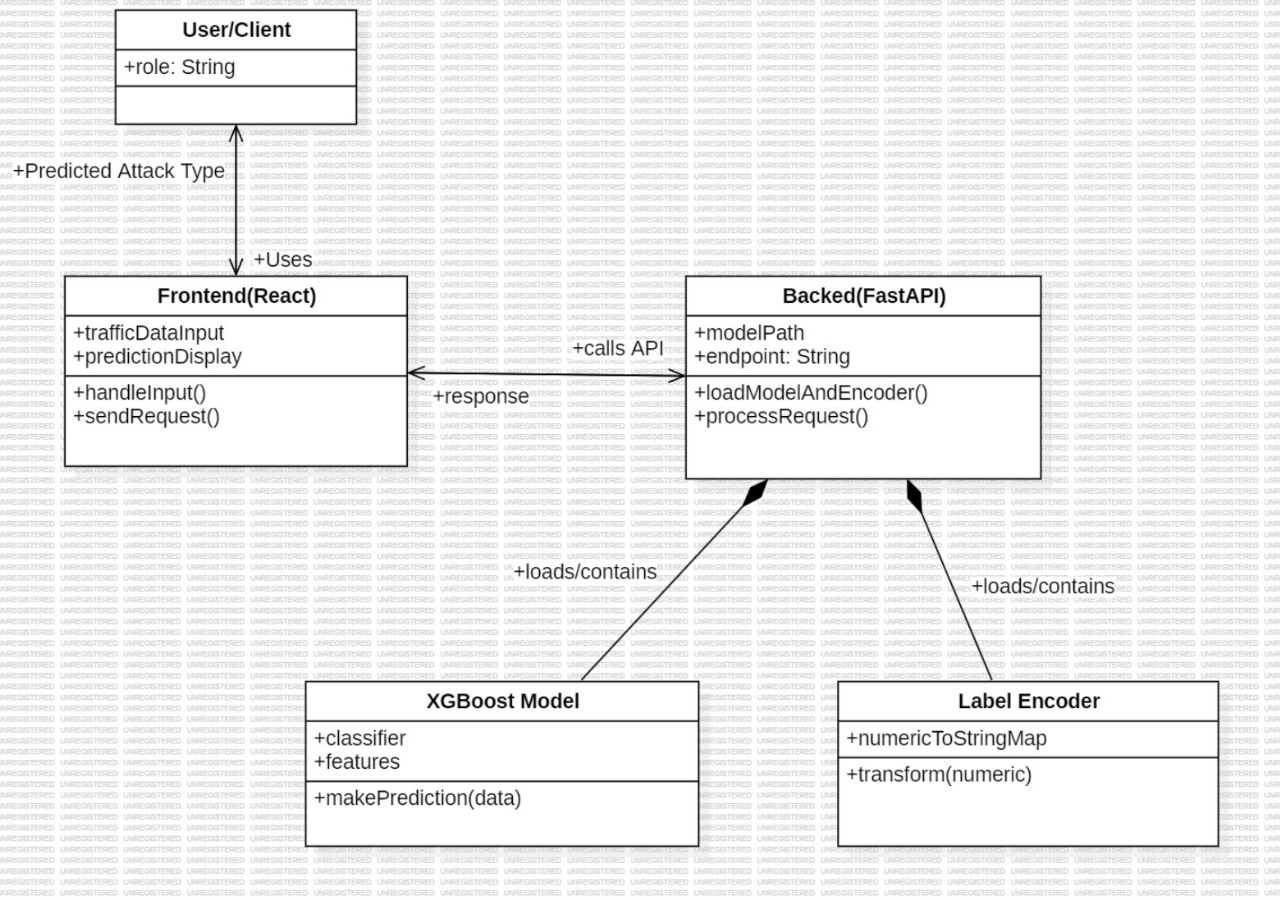 User/Client
+role: String
+Predicted Attack Type
+Uses
Frontend(React)
+trafficDataInput
+predictionDisplay
+handleInput()
+sendRequest()
+calls API
+response
Backed(FastAPI)
+modelPath
+endpoint: String
+loadModelAndEncoder()
+processRequest()
+loads/contains
+loads/contains
XGBoost Model
+classifier
+features
+makePrediction(data)
Label Encoder
+numericToStringMap
+transform(numeric)
UNREGISTERED